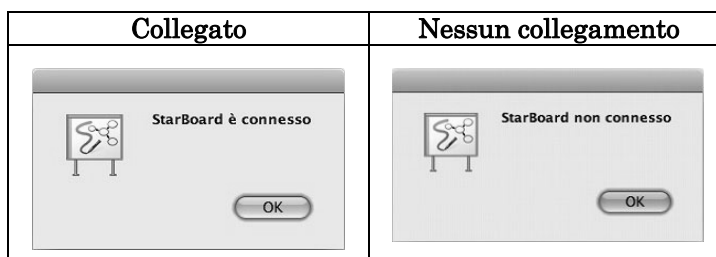 Collegato
Nessun collegamento
StarBoard è connesso
StarBoard non connesso
OK
OK